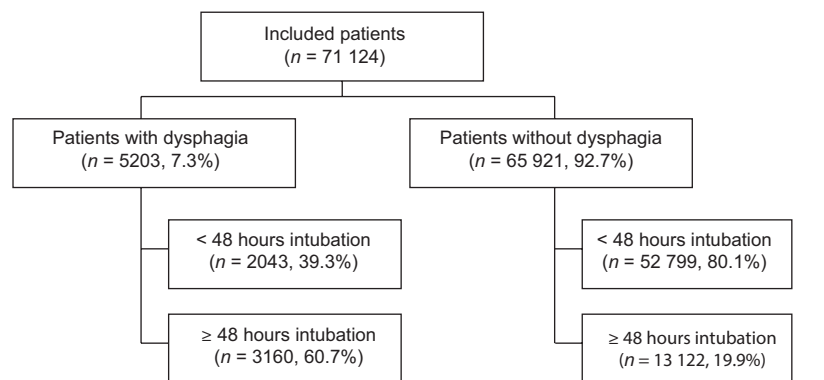 Included patients
(n = 71 124)
Patients with dysphagia
(n = 5203, 7.3%)
Patients without dysphagia
(n = 65 921, 92.7%)
< 48 hours intubation
(n = 2043, 39.3%)
< 48 hours intubation
(n = 52 799, 80.1%)
≥ 48 hours intubation
(n = 3160, 60.7%)
≥ 48 hours intubation
(n = 13 122, 19.9%)